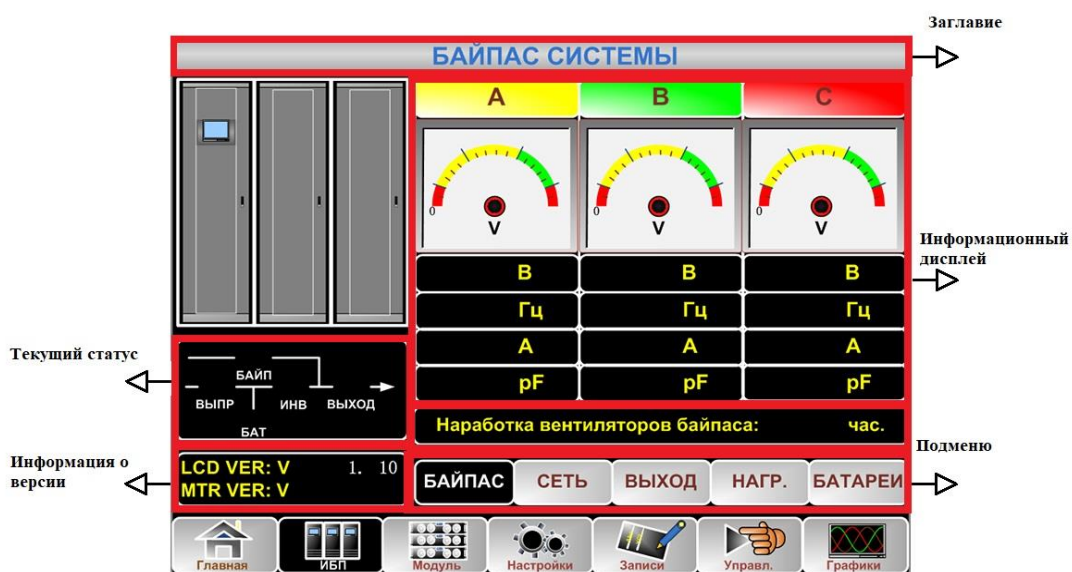 Заглавие
БАЙПАС СИСТЕМЫ
A B C
0 V 0 V 0 V
Информационный
дисплей
В В В
Гц Гц Гц
А А А
pF pF pF
Текущий статус
БАЙП
ВЫПР ИНВ ВЫХОД
БАТ
Наработка вентиляторов байпаса: час.
Подменю
Информация о
версии
LCD VER: V 1. 10
MTR VER: V
БАЙПАС СЕТЬ ВЫХОД НАГР. БАТАРЕИ
Главная ИБП Модуль Настройки Записи Управл. Графики